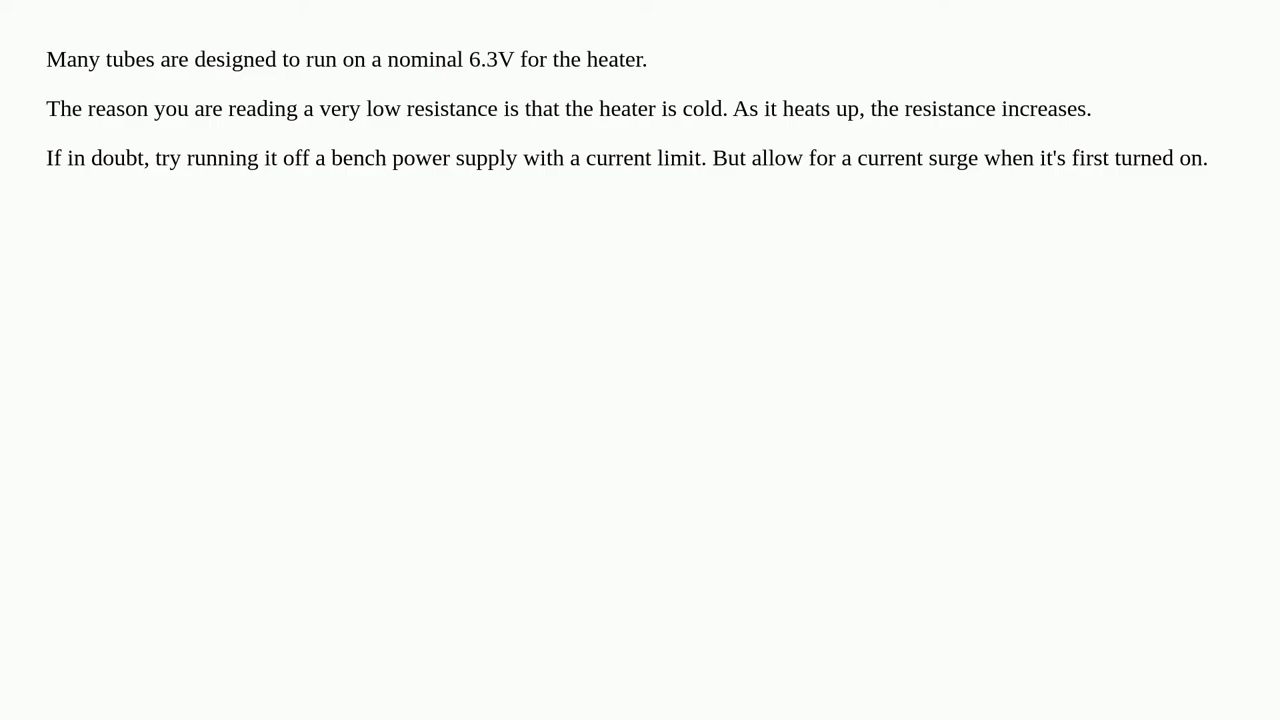 Many tubes are designed to run on a nominal 6.3V for the heater.
The reason you are reading a very low resistance is that the heater is cold. As it heats up, the resistance increases.
If in doubt, try running it off a bench power supply with a current limit. But allow for a current surge when it's first turned on.